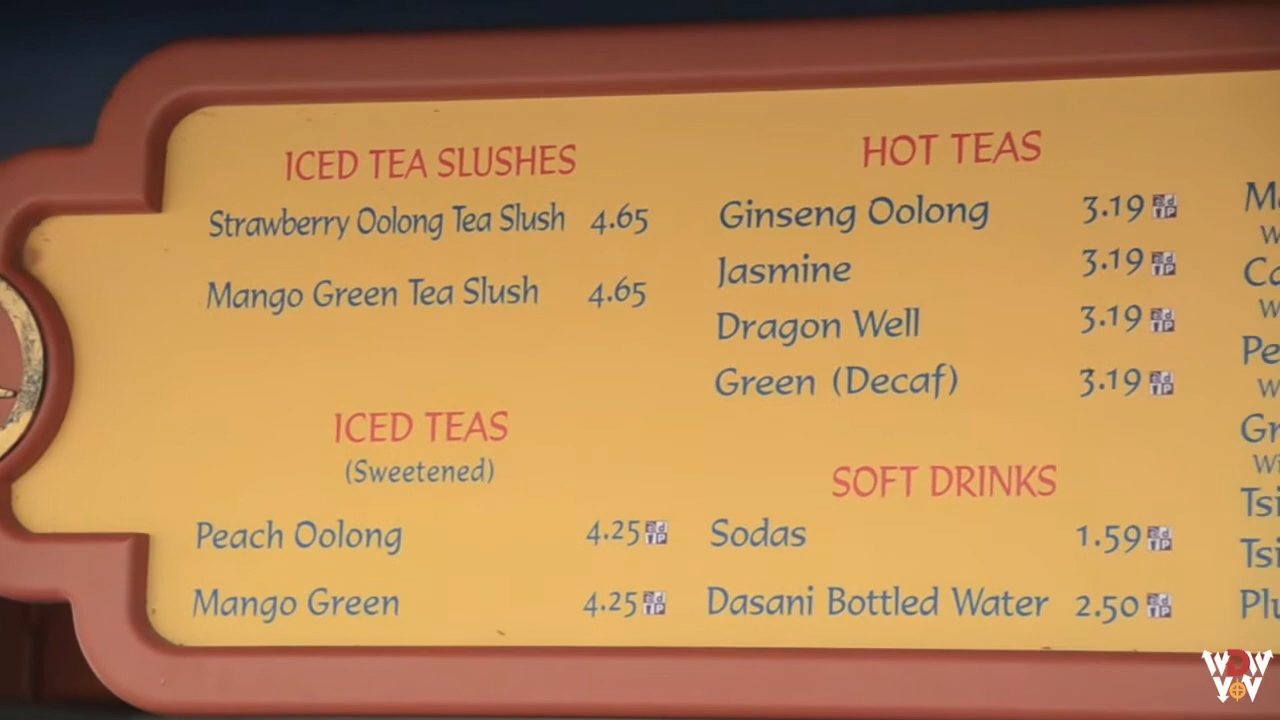 ICED TEA SLUSHES
Strawberry Oolong Tea Slush 4.65
Mango Green Tea Slush 4.65
ICED TEAS
(Sweetened)
Peach Oolong 4.25
Mango Green 4.25
HOT TEAS
Ginseng Oolong 3.19
Jasmine 3.19
Dragon Well 3.19
Green (Decaf) 3.19
SOFT DRINKS
Sodas 1.59
Dasani Bottled Water 2.50
WDW